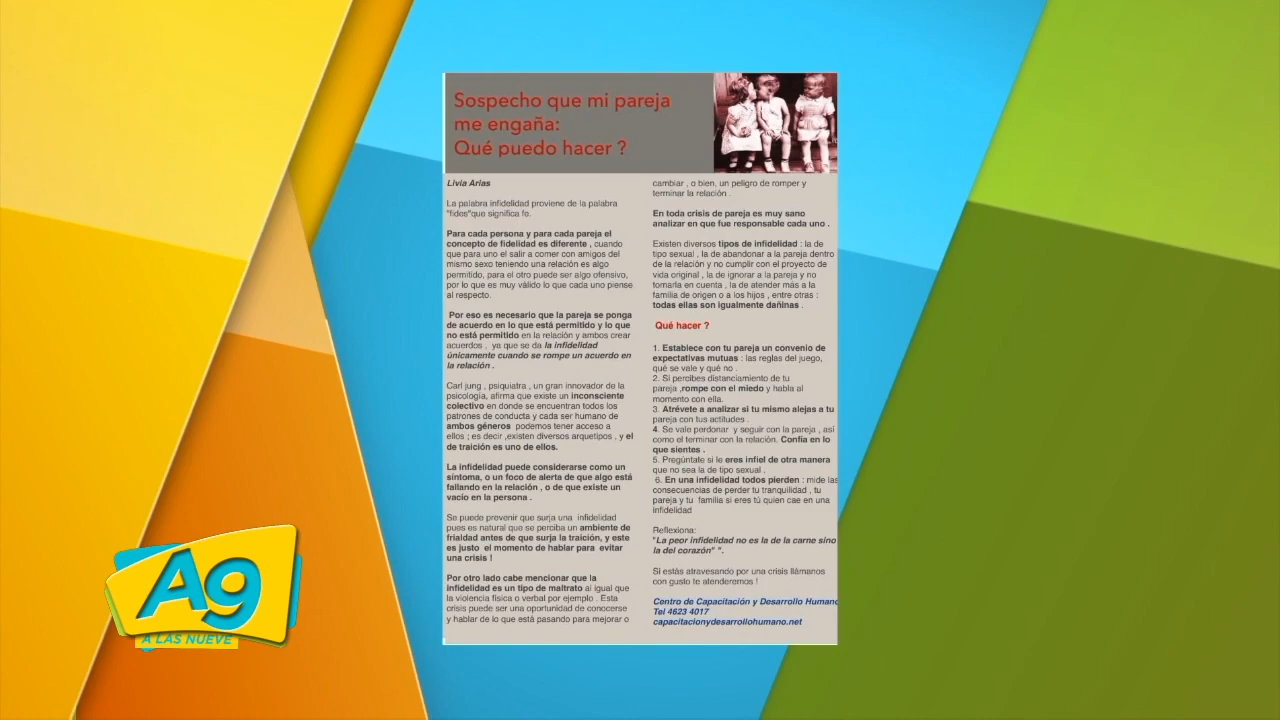 Sospecho que mi pareja
me engaña:
Qué puedo hacer ?
Livia Arias
La palabra infidelidad proviene de la palabra
"fides"que significa fe.
Para cada persona y para cada pareja el
concepto de fidelidad es diferente , cuando
que para uno el salir a comer con amigos del
mismo sexo teniendo una relación es algo
permitido, para el otro puede ser algo ofensivo,
por lo que es muy válido lo que cada uno piense
al respecto.
Por eso es necesario que la pareja se ponga
de acuerdo en lo que está permitido y lo que
no está permitido en la relación y ambos crear
acuerdos , ya que se da la infidelidad
únicamente cuando se rompe un acuerdo en
la relación .
Carl jung , psiquiatra , un gran innovador de la
psicología, afirma que existe un inconsciente
colectivo en donde se encuentran todos los
patrones de conducta y cada ser humano de
ambos géneros podemos tener acceso a
ellos ; es decir ,existen diversos arquetipos , y el
de traición es uno de ellos.
La infidelidad puede considerarse como un
síntoma, o un foco de alerta de que algo está
fallando en la relación , o de que existe un
vacío en la persona .
Se puede prevenir que surja una infidelidad
pues es natural que se perciba un ambiente de
frialdad antes de que surja la traición, y este
es justo el momento de hablar para evitar
una crisis !
Por otro lado cabe mencionar que la
infidelidad es un tipo de maltrato al igual que
la violencia física o verbal por ejemplo . Esta
crisis puede ser una oportunidad de conocerse
y hablar de lo que está pasando para mejorar o
cambiar , o bien, un peligro de romper y
terminar la relación .
En toda crisis de pareja es muy sano
analizar en que fue responsable cada uno .
Existen diversos tipos de infidelidad : la de
tipo sexual , la de abandonar a la pareja dentro
de la relación y no cumplir con el proyecto de
vida original , la de ignorar a la pareja y no
tomarla en cuenta , la de atender más a la
familia de origen o a los hijos , entre otras :
todas ellas son igualmente dañinas .
Qué hacer ?
1. Establece con tu pareja un convenio de
expectativas mutuas : las reglas del juego,
qué se vale y qué no .
2. Si percibes distanciamiento de tu
pareja ,rompe con el miedo y habla al
momento con ella.
3. Atrévete a analizar si tu mismo alejas a tu
pareja con tus actitudes .
4. Se vale perdonar y seguir con la pareja , así
como el terminar con la relación. Confía en lo
que sientes .
5. Pregúntate si le eres infiel de otra manera
que no sea la de tipo sexual .
6. En una infidelidad todos pierden : mide las
consecuencias de perder tu tranquilidad , tu
pareja y tu familia si eres tú quien cae en una
infidelidad
Reflexiona:
"La peor infidelidad no es la de la carne sino
la del corazón" ".
Si estás atravesando por una crisis llámanos
con gusto te atenderemos !
Centro de Capacitación y Desarrollo Humano
Tel 4623 4017
capacitacionydesarrollohumano.net
A9
A LAS NUEVE